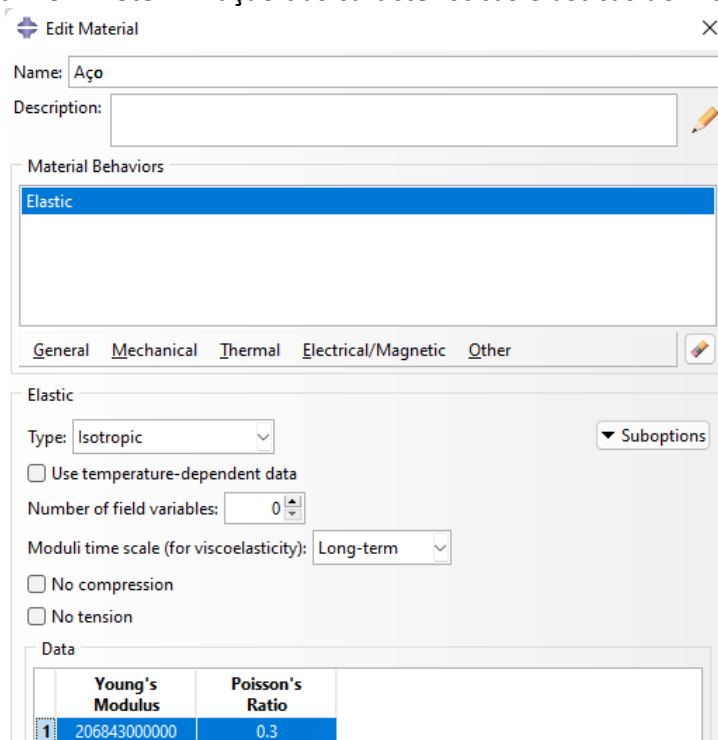 Edit Material
Name: Aço
Description:
Material Behaviors
Elastic
General Mechanical Thermal Electrical/Magnetic Other
Elastic
Type: Isotropic
Suboptions
Use temperature-dependent data
Number of field variables: 0
Moduli time scale (for viscoelasticity): Long-term
No compression
No tension
Data
Young's Poisson's
Modulus Ratio
1 206843000000 0.3